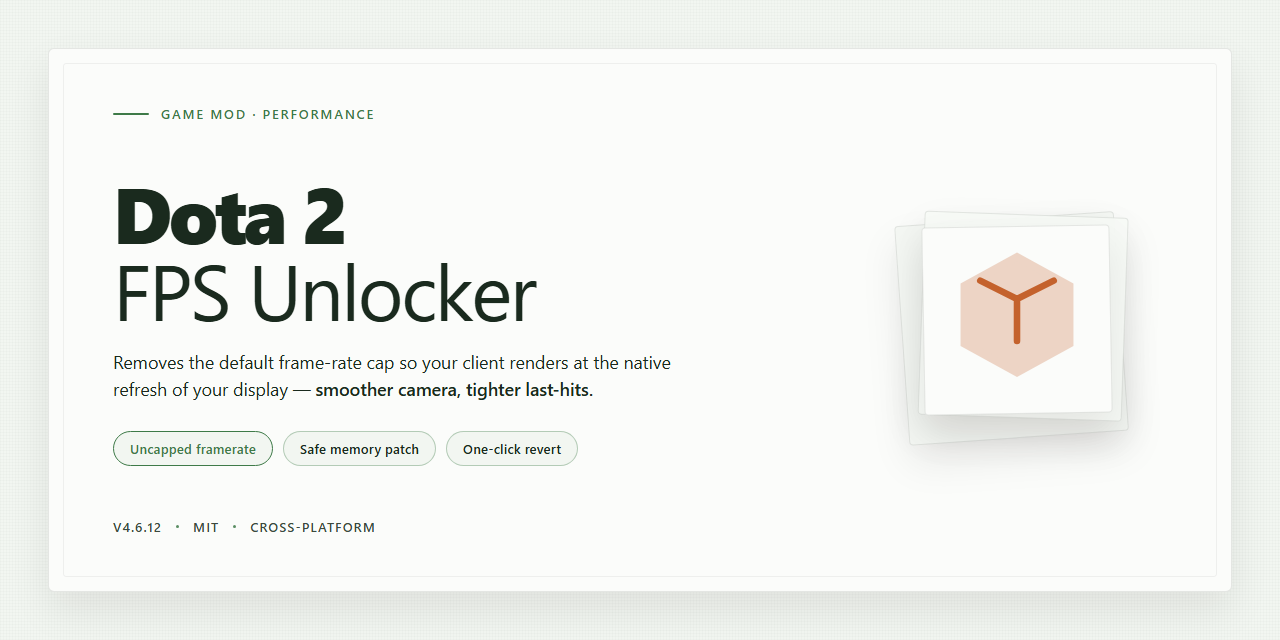 GAME MOD · PERFORMANCE
Dota 2
FPS Unlocker
Removes the default frame-rate cap so your client renders at the native
refresh of your display — smoother camera, tighter last-hits.
Uncapped framerate
Safe memory patch
One-click revert
V4.6.12 • MIT • CROSS-PLATFORM